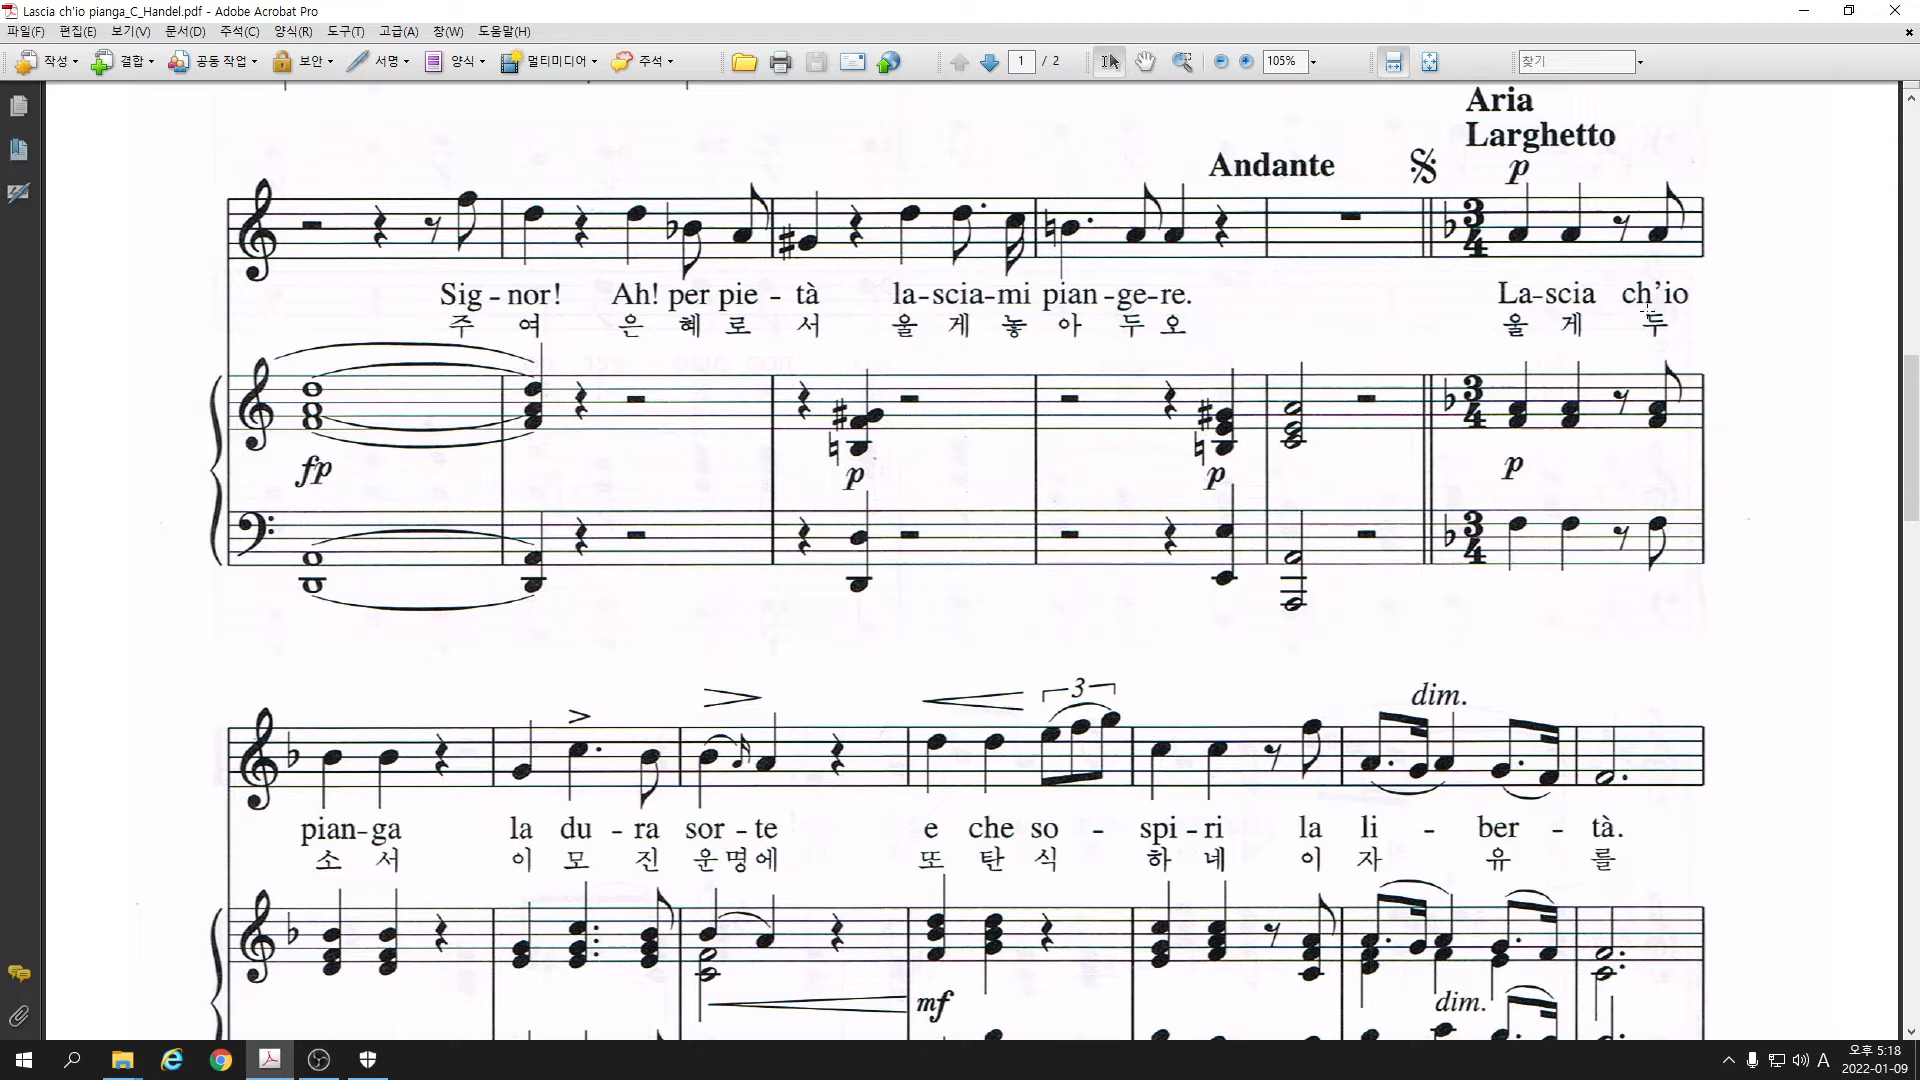 Lascia ch'io pianga_C_Handel.pdf - Adobe Acrobat Pro
파일(F) 편집(E) 보기(V) 문서(D) 주석(C) 양식(R) 도구(T) 고급(A) 창(W) 도움말(H)
작성 결합 공동 작업 보안 서명 양식 멀티미디어 주석 1 / 2 105% 찾기
Aria
Larghetto
Andante p
3 4
Sig - nor! Ah! per pie - tà la-scia-mi pian-ge-re. La-scia ch'io
주 여 은 혜 로 서 울 게 놓 아 두 오 울 게 두
3 4
fp p p p
3 4
3 dim.
pian-ga la du - ra sor - te e che so - spi - ri la li - ber - tà.
소 서 이 모 진 운 명 에 또 탄 식 하 네 이 자 유 를
mf dim.
A 오후 5:18
2022-01-09